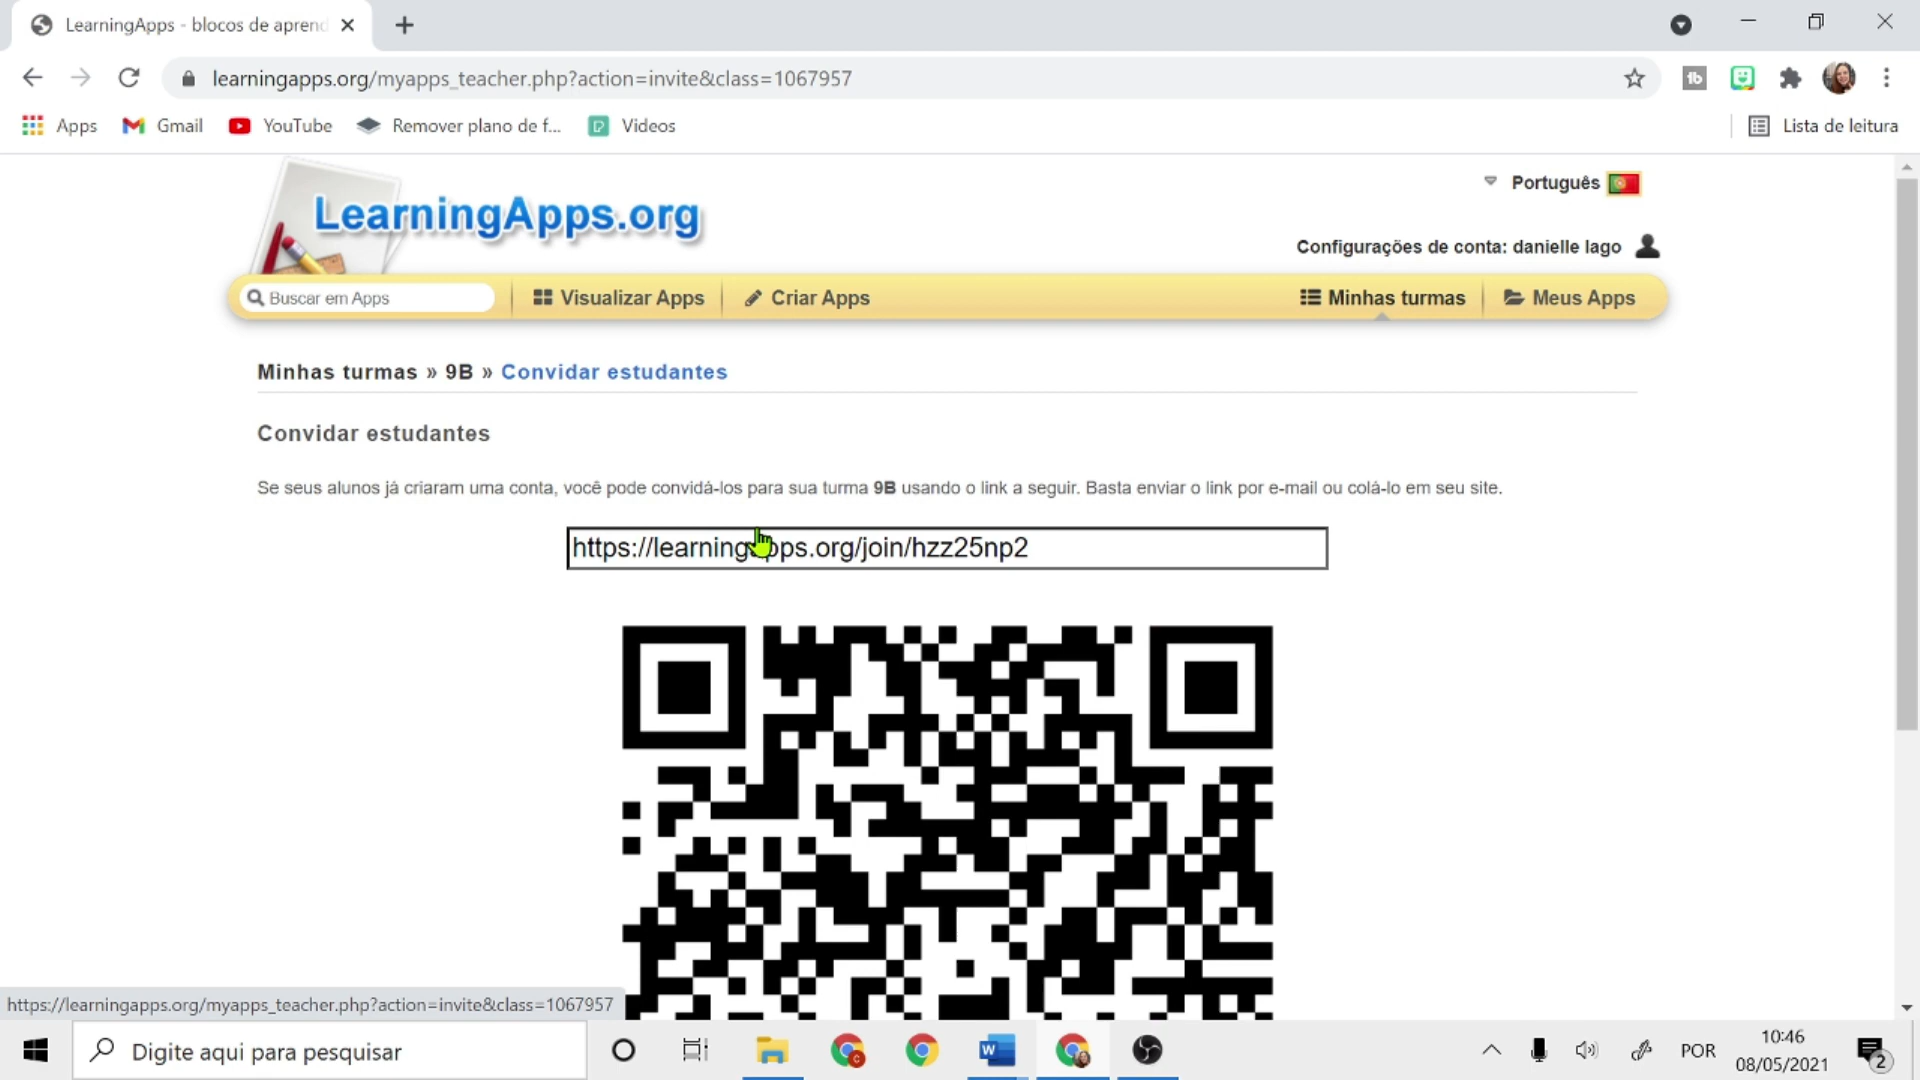 LearningApps - blocos de aprend
learningapps.org/myapps_teacher.php?action=invite&class=1067957
Apps Gmail YouTube Remover plano de f... Videos Lista de leitura
Português
LearningApps.org
Configurações de conta: danielle lago
Buscar em Apps Visualizar Apps Criar Apps Minhas turmas Meus Apps
Minhas turmas » 9B » Convidar estudantes
Convidar estudantes
Se seus alunos já criaram uma conta, você pode convidá-los para sua turma 9B usando o link a seguir. Basta enviar o link por e-mail ou colá-lo em seu site.
https://learningapps.org/join/hzz25np2
https://learningapps.org/myapps_teacher.php?action=invite&class=1067957
Digite aqui para pesquisar
POR
10:46
08/05/2021
2